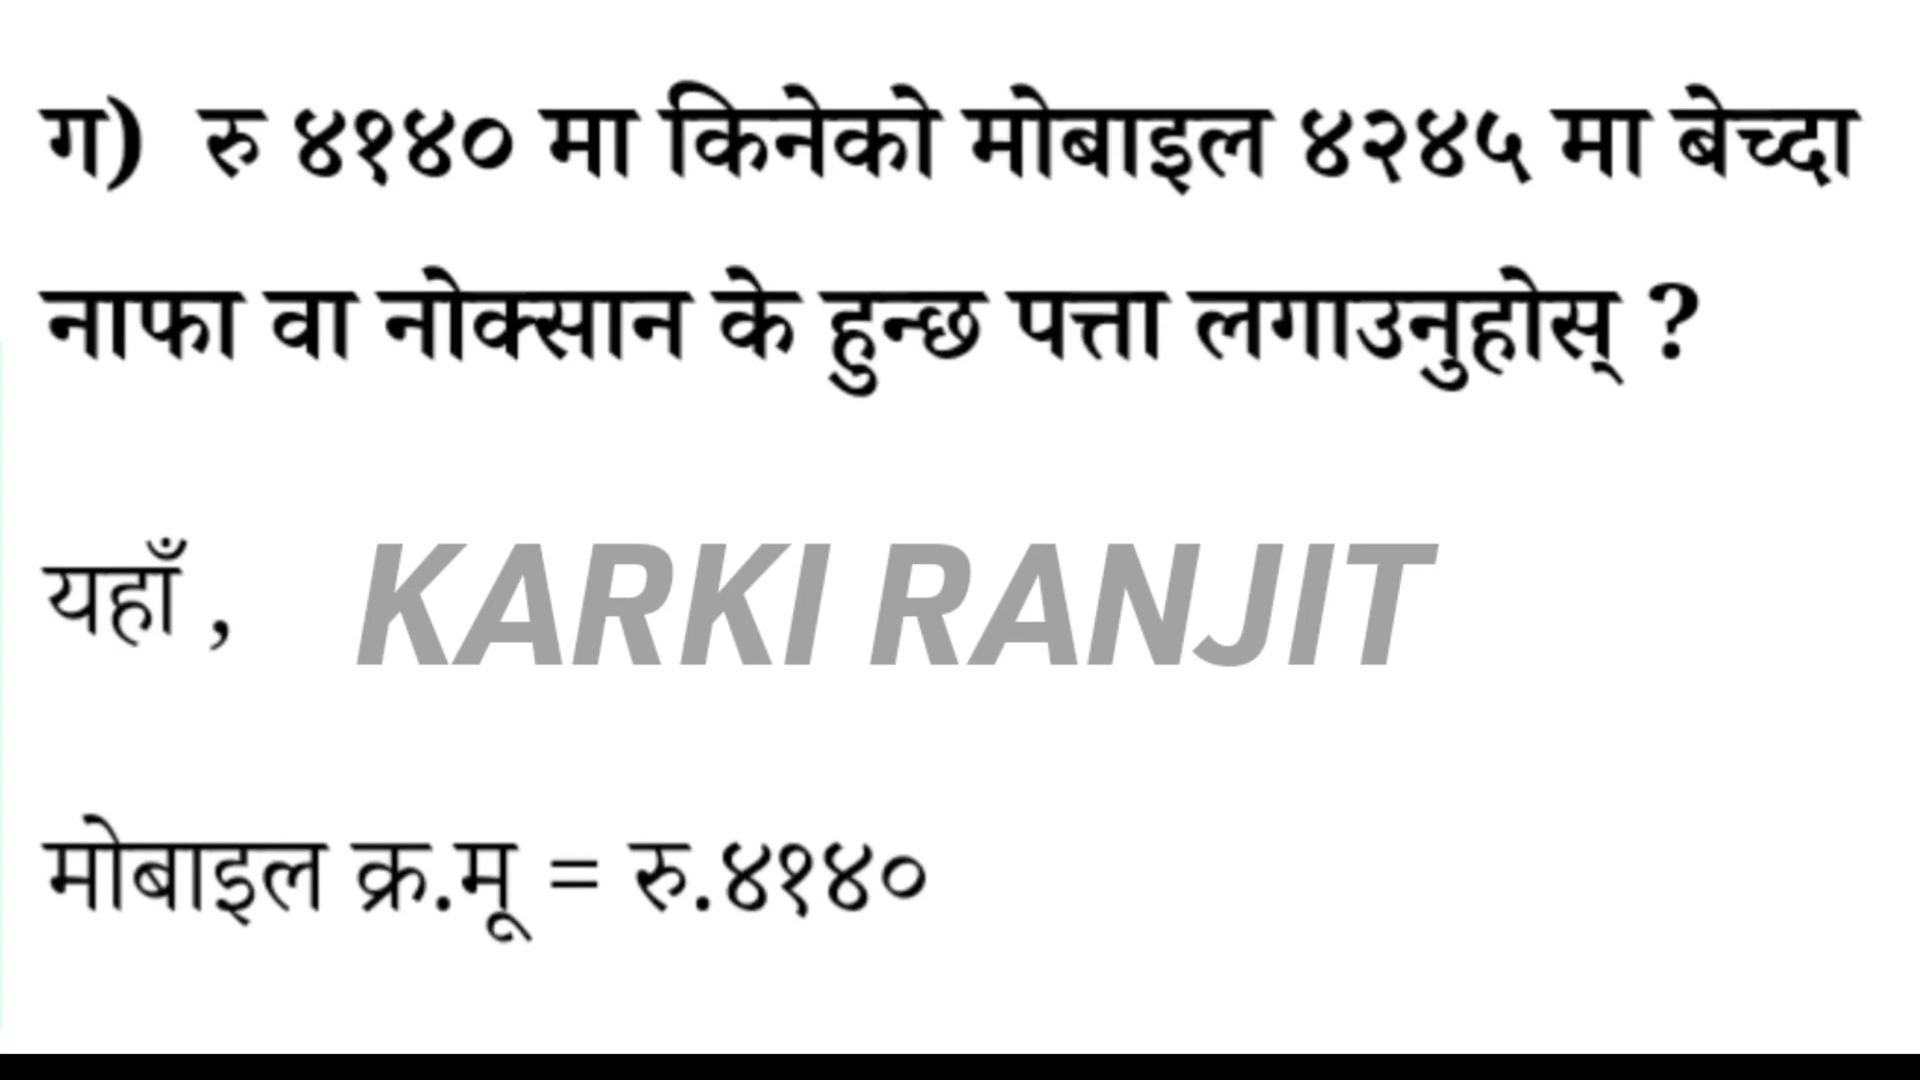 ग) रु ४१४० मा किनेको मोबाइल ४२४५ मा बेच्दा
नाफा वा नोक्सान के हुन्छ पत्ता लगाउनुहोस् ?
यहाँ , KARKI RANJIT
मोबाइल क्र.मू = रु.४१४०